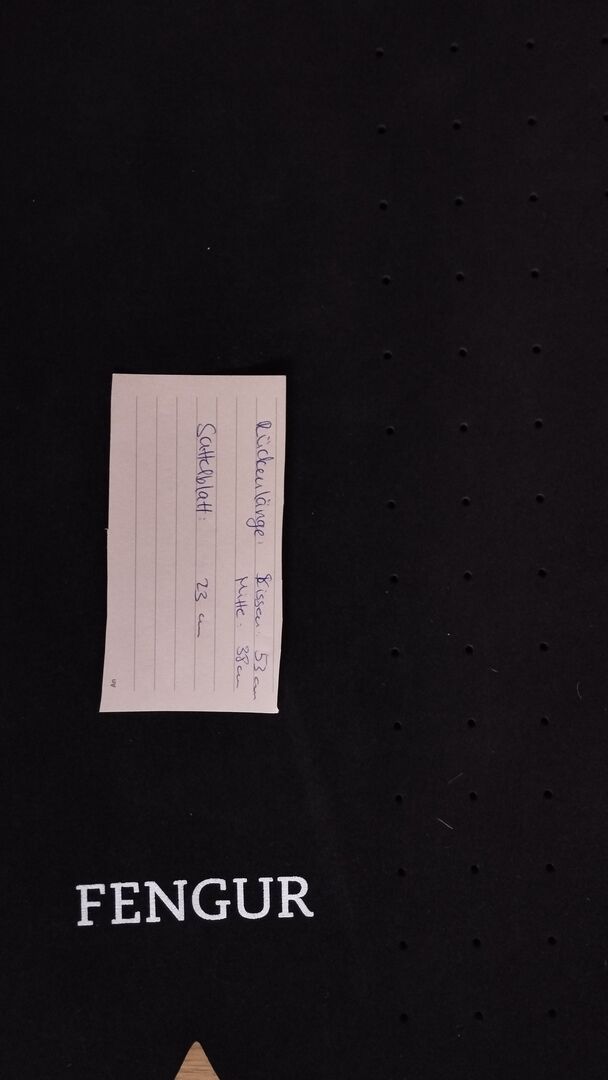 Rückenlänge: Kissen: 53 cm
Mitte: 38 cm
Sattelblatt: 23 cm
FENGUR